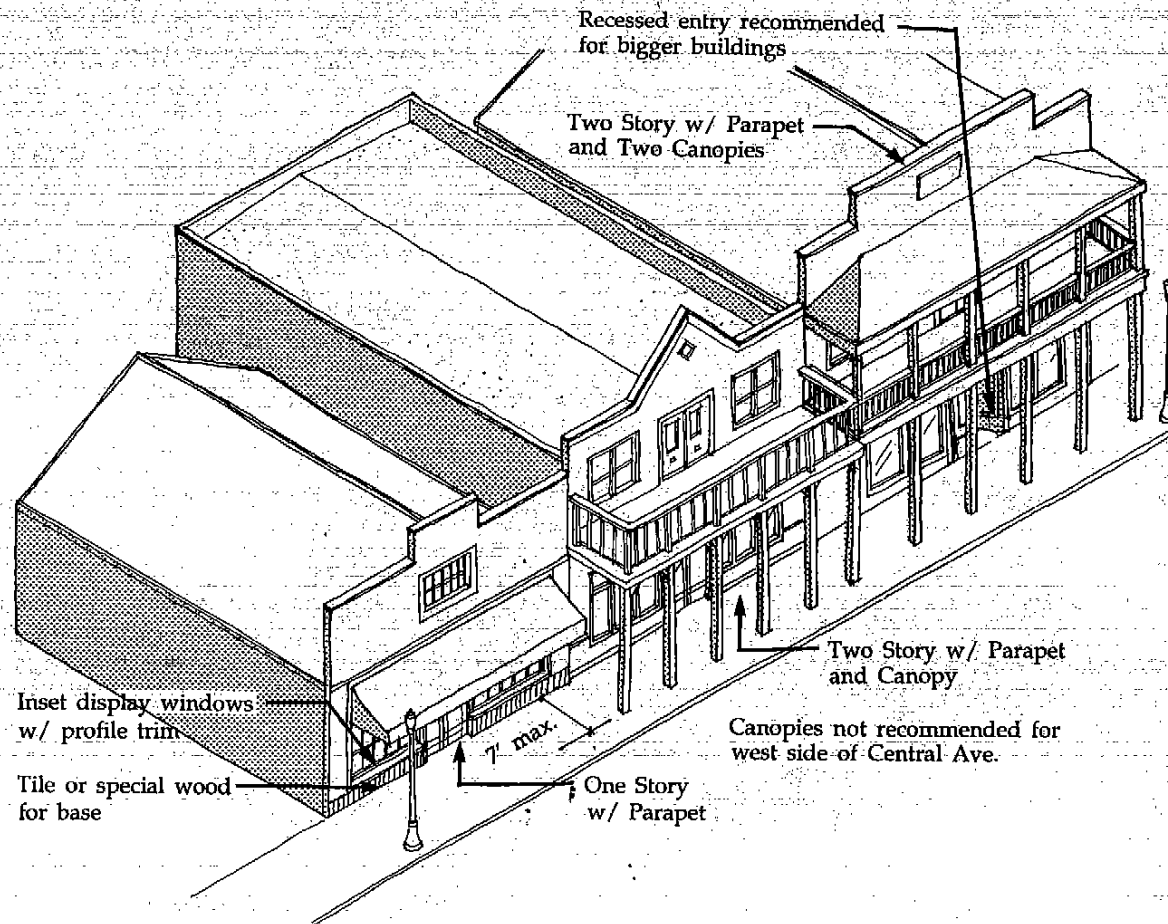 Recessed entry recommended
for bigger buildings
Two Story w/ Parapet
and Two Canopies
Two Story w/ Parapet
and Canopy
Inset display windows
w/ profile trim
Canopies not recommended for
west side of Central Ave.
7' max.
Tile or special wood
for base
One Story
w/ Parapet